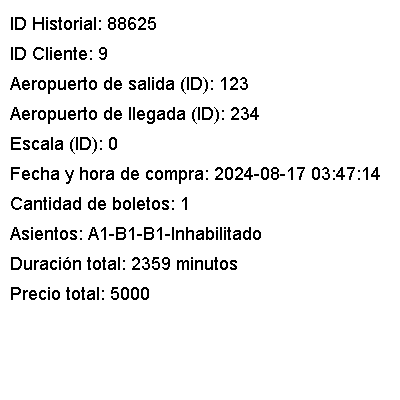 ID Historial: 88625
ID Cliente: 9
Aeropuerto de salida (ID): 123
Aeropuerto de llegada (ID): 234
Escala (ID): 0
Fecha y hora de compra: 2024-08-17 03:47:14
Cantidad de boletos: 1
Asientos: A1-B1-B1-Inhabilitado
Duración total: 2359 minutos
Precio total: 5000